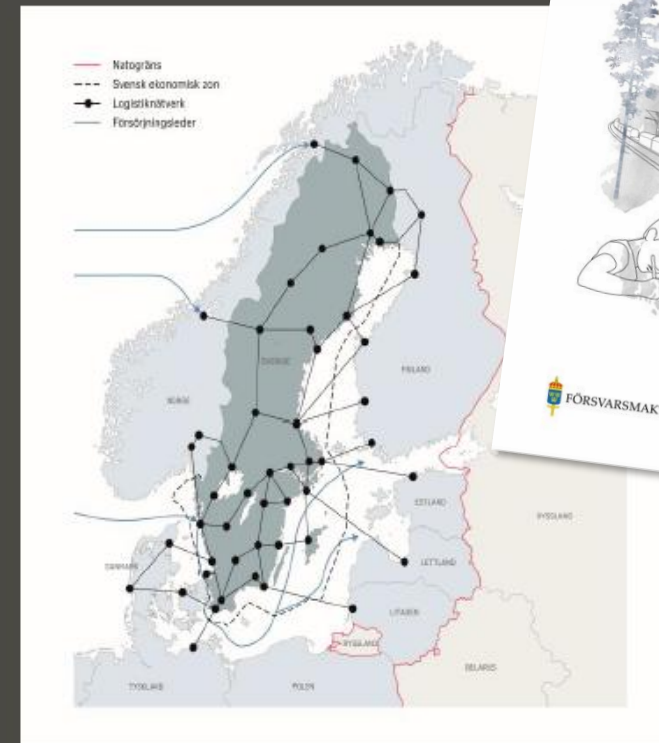 Natogräns
Svensk ekonomisk zon
Logistiknätverk
Försörjningsleder
SVERIGE
NORGE
FINLAND
ESTLAND
RYSSLAND
LETTLAND
DANMARK
LITAUEN
RYSSLAND
BELARUS
TYSKLAND
POLEN
FÖRSVARSMAK